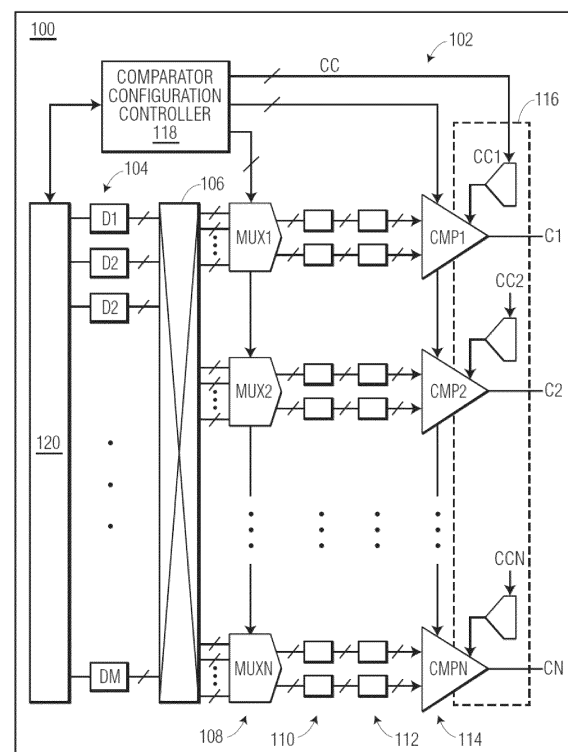 100
102
CC
COMPARATOR
CONFIGURATION
CONTROLLER
118
116
104
106
CC1
D1
MUX1
CMP1
C1
D2
CC2
D2
MUX2
CMP2
C2
120
CCN
DM
MUXN
CMPN
CN
108
110
112
114